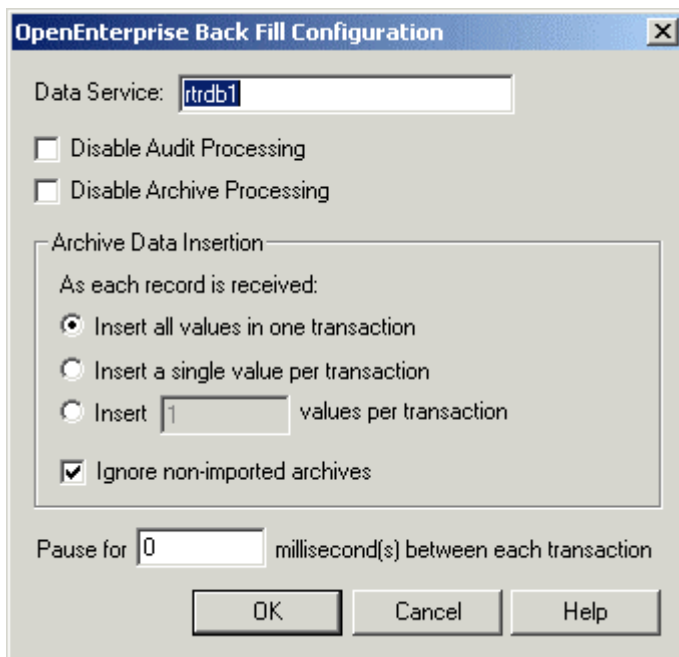 OpenEnterprise Back Fill Configuration
Data Service: rtrdb1
Disable Audit Processing
Disable Archive Processing
Archive Data Insertion
As each record is received:
Insert all values in one transaction
Insert a single value per transaction
Insert 1 values per transaction
Ignore non-imported archives
Pause for 0 millisecond(s) between each transaction
OK Cancel Help